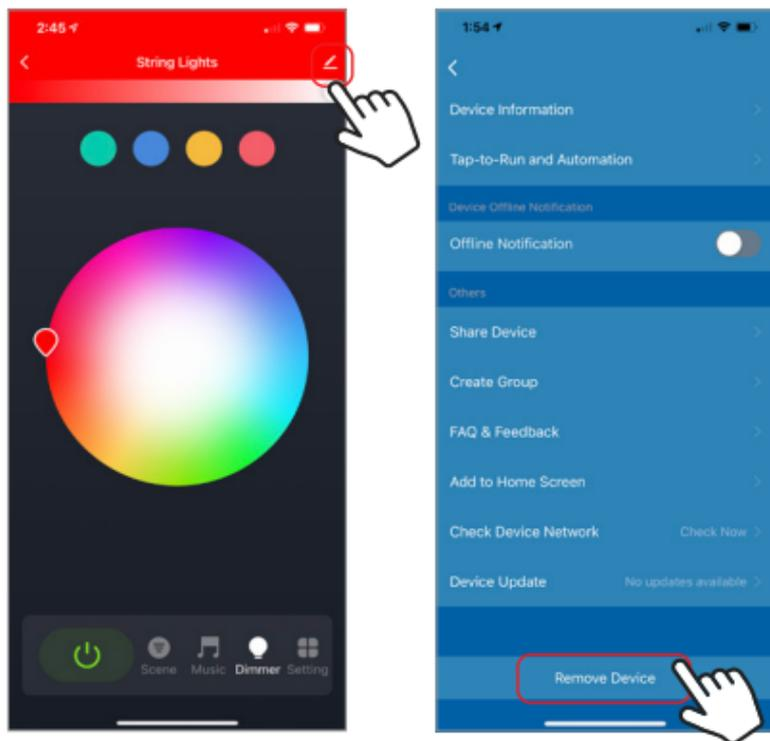 2:45
String Lights
Scene Music Dimmer Setting
1:54
Device Information
Tap-to-Run and Automation
Device Offline Notification
Offline Notification
Others
Share Device
Create Group
FAQ & Feedback
Add to Home Screen
Check Device Network Check Now
Device Update No updates available
Remove Device